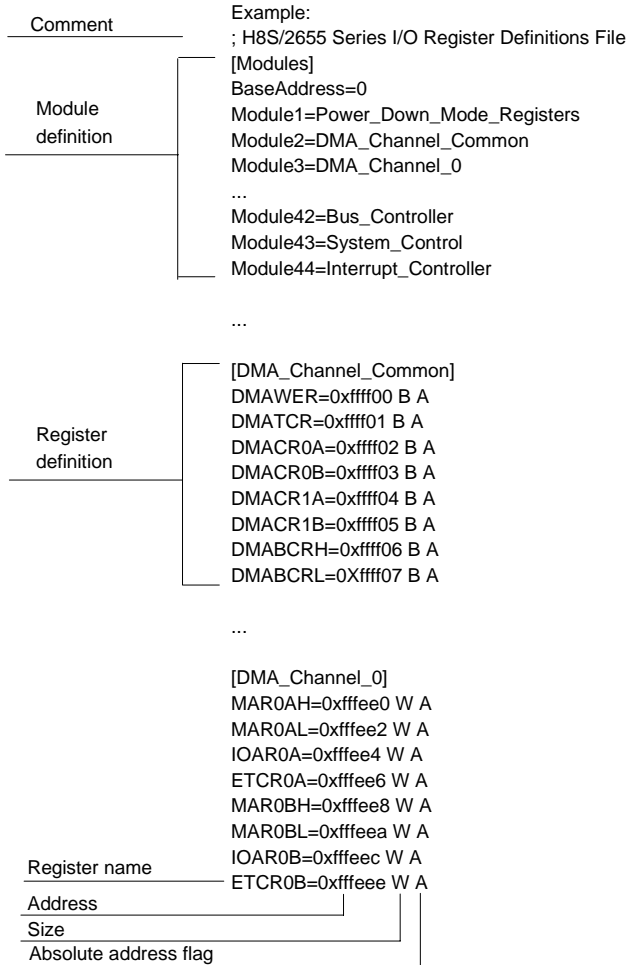 Comment
Example:
; H8S/2655 Series I/O Register Definitions File
Module
definition
[Modules]
BaseAddress=0
Module1=Power_Down_Mode_Registers
Module2=DMA_Channel_Common
Module3=DMA_Channel_0
...
Module42=Bus_Controller
Module43=System_Control
Module44=Interrupt_Controller
...
Register
definition
[DMA_Channel_Common]
DMAWER=0xffff00 B A
DMATCR=0xffff01 B A
DMACR0A=0xffff02 B A
DMACR0B=0xffff03 B A
DMACR1A=0xffff04 B A
DMACR1B=0xffff05 B A
DMABCRH=0xffff06 B A
DMABCRL=0Xffff07 B A
...
[DMA_Channel_0]
MAR0AH=0xfffee0 W A
MAR0AL=0xfffee2 W A
IOAR0A=0xfffee4 W A
ETCR0A=0xfffee6 W A
MAR0BH=0xfffee8 W A
MAR0BL=0xfffeea W A
IOAR0B=0xfffeec W A
ETCR0B=0xfffeee W A
Register name
Address
Size
Absolute address flag